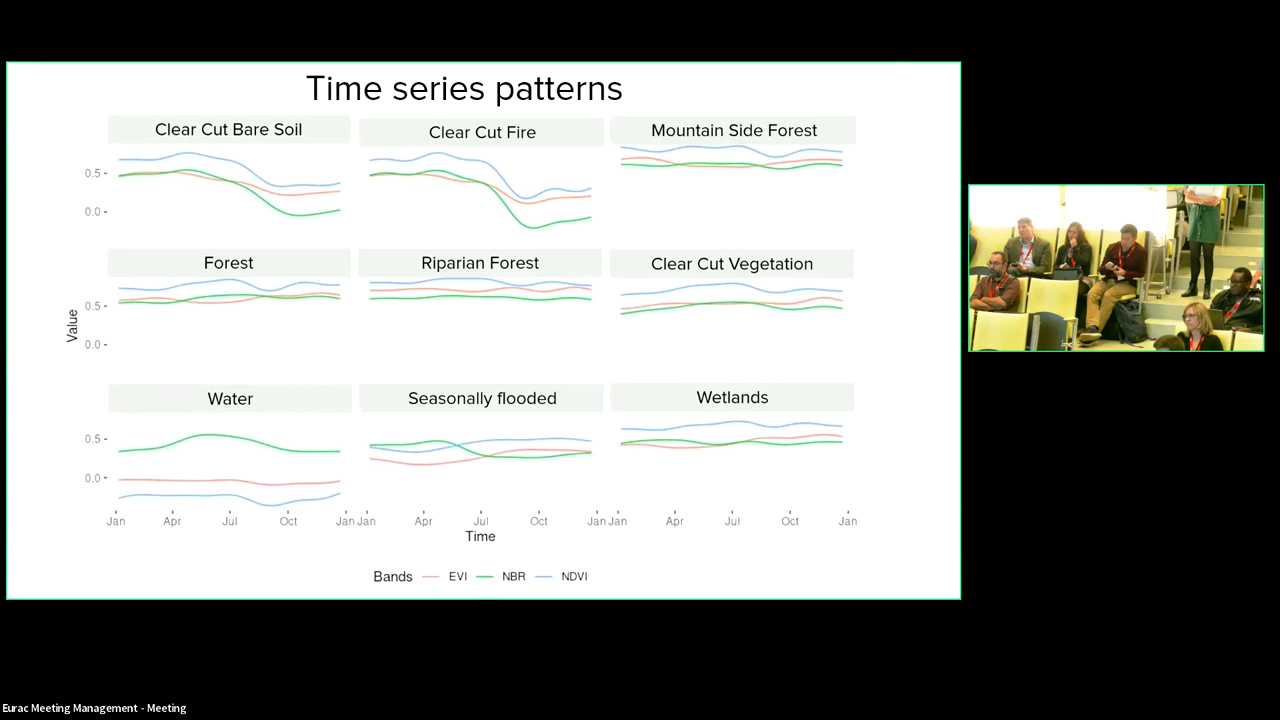 Time series patterns
Clear Cut Bare Soil
Clear Cut Fire
Mountain Side Forest
0.5
0.0
Forest
Riparian Forest
Clear Cut Vegetation
Value
0.5
0.0
Water
Seasonally flooded
Wetlands
0.5
0.0
Jan Apr Jul Oct Jan Jan Apr Jul Oct Jan Jan Apr Jul Oct Jan
Time
Bands EVI NBR NDVI
Eurac Meeting Management - Meeting